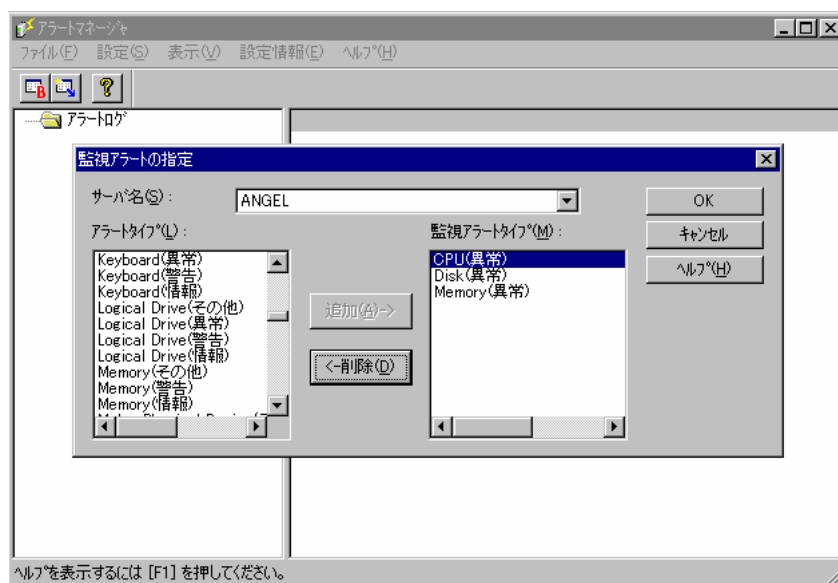 アラートマネージャ
ファイル(F) 設定(S) 表示(V) 設定情報(E) ヘルプ(H)
アラートログ
監視アラートの指定
サーバ名(S):
ANGEL
OK
キャンセル
ヘルプ(H)
アラートタイプ(L):
Keyboard(異常)
Keyboard(警告)
Keyboard(情報)
Logical Drive(その他)
Logical Drive(異常)
Logical Drive(警告)
Logical Drive(情報)
Memory(その他)
Memory(警告)
Memory(情報)
追加(A)->
<-削除(D)
監視アラートタイプ(M):
CPU(異常)
Disk(異常)
Memory(異常)
ヘルプを表示するには [F1] を押してください。